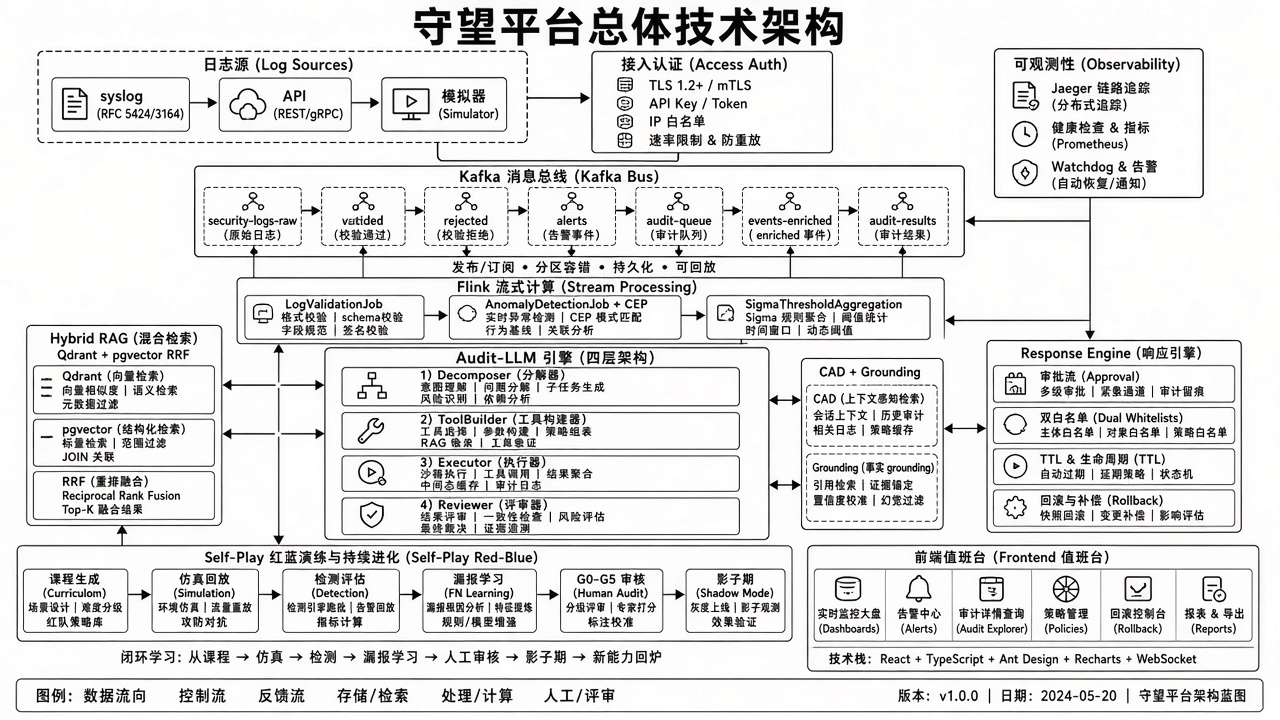 守望平台总体技术架构
日志源 (Log Sources)
syslog
(RFC 5424/3164)
API
(REST/gRPC)
模拟器
(Simulator)
接入认证 (Access Auth)
TLS 1.2+ / mTLS
API Key / Token
IP 白名单
速率限制 & 防重放
可观测性 (Observability)
Jaeger 链路追踪
(分布式追踪)
健康检查 & 指标
(Prometheus)
Watchdog & 告警
(自动恢复/通知)
Kafka 消息总线 (Kafka Bus)
security-logs-raw
(原始日志)
(校验通过)
rejected
(校验拒绝)
alerts
(告警事件)
audit-queue
(审计队列)
events-enriched
( enriched 事件)
audit-results
(审计结果)
发布/订阅 • 分区容错 • 持久化 • 可回放
Flink 流式计算 (Stream Processing)
LogValidationJob
格式校验 | schema校验
字段规范 | 签名校验
AnomalyDetectionJob + CEP
实时异常检测 | CEP 模式匹配
行为基线 | 关联分析
SigmaThresholdAggregation
Sigma 规则聚合 | 阈值统计
时间窗口 | 动态阈值
Hybrid RAG (混合检索)
Qdrant + pgvector RRF
Qdrant (向量检索)
向量相似度 | 语义检索
元数据过滤
pgvector (结构化检索)
标量检索 | 范围过滤
JOIN 关联
RRF (重排融合)
Reciprocal Rank Fusion
Top-K 融合结果
Audit-LLM 引擎 (四层架构)
1) Decomposer (分解器)
意图理解 | 问题分解 | 子任务生成
风险识别 | 依赖分析
2) ToolBuilder (工具构建器)
参数构建 | 策略组装
RAG
3) Executor (执行器)
沙箱执行 | 工具调用 | 结果聚合
中间态缓存 | 审计日志
4) Reviewer (评审器)
结果评审 | 一致性检查 | 风险评估
CAD + Grounding
CAD (上下文感知检索)
会话上下文 | 历史审计
相关日志 | 策略缓存
Grounding (事实 grounding)
引用检索 | 证据锚定
置信度校准 | 幻觉过滤
Response Engine (响应引擎)
审批流 (Approval)
多级审批 | 紧急通道 | 审计留痕
双白名单 (Dual Whitelists)
主体白名单 | 对象白名单 | 策略白名单
TTL & 生命周期 (TTL)
自动过期 | 延期策略 | 状态机
回滚与补偿 (Rollback)
快照回滚 | 变更补偿 | 影响评估
Self-Play 红蓝演练与持续进化 (Self-Play Red-Blue)
课程生成
(Curriculom)
场景设计 | 难度分级
红队策略库
仿真回放
(Simulation)
环境仿真 | 流量重放
攻防对抗
检测评估
(Detection)
检测引擎跑批 | 告警回放
指标计算
漏报学习
(FN Learning)
漏报根因分析 | 特征提炼
规则/模型增强
G0-G5 审核
(Human Audit)
分级评审 | 专家打分
标注校准
影子期
(Shadow Mode)
灰度上线 | 影子观测
效果验证
闭环学习: 从课程 → 仿真 → 检测 → 漏报学习 → 人工审核 → 影子期 → 新能力回炉
前端值班台 (Frontend 值班台)
实时监控大盘
(Dashboards)
告警中心
(Alerts)
审计详情查询
(Audit Explorer)
策略管理
(Policies)
回滚控制台
(Rollback)
报表 & 导出
(Reports)
技术栈: React + TypeScript + Ant Design + Recharts + WebSocket
图例: 数据流向 控制流 反馈流 存储/检索 处理/计算 人工/评审
版本: v1.0.0 | 日期: 2024-05-20 | 守望平台架构蓝图